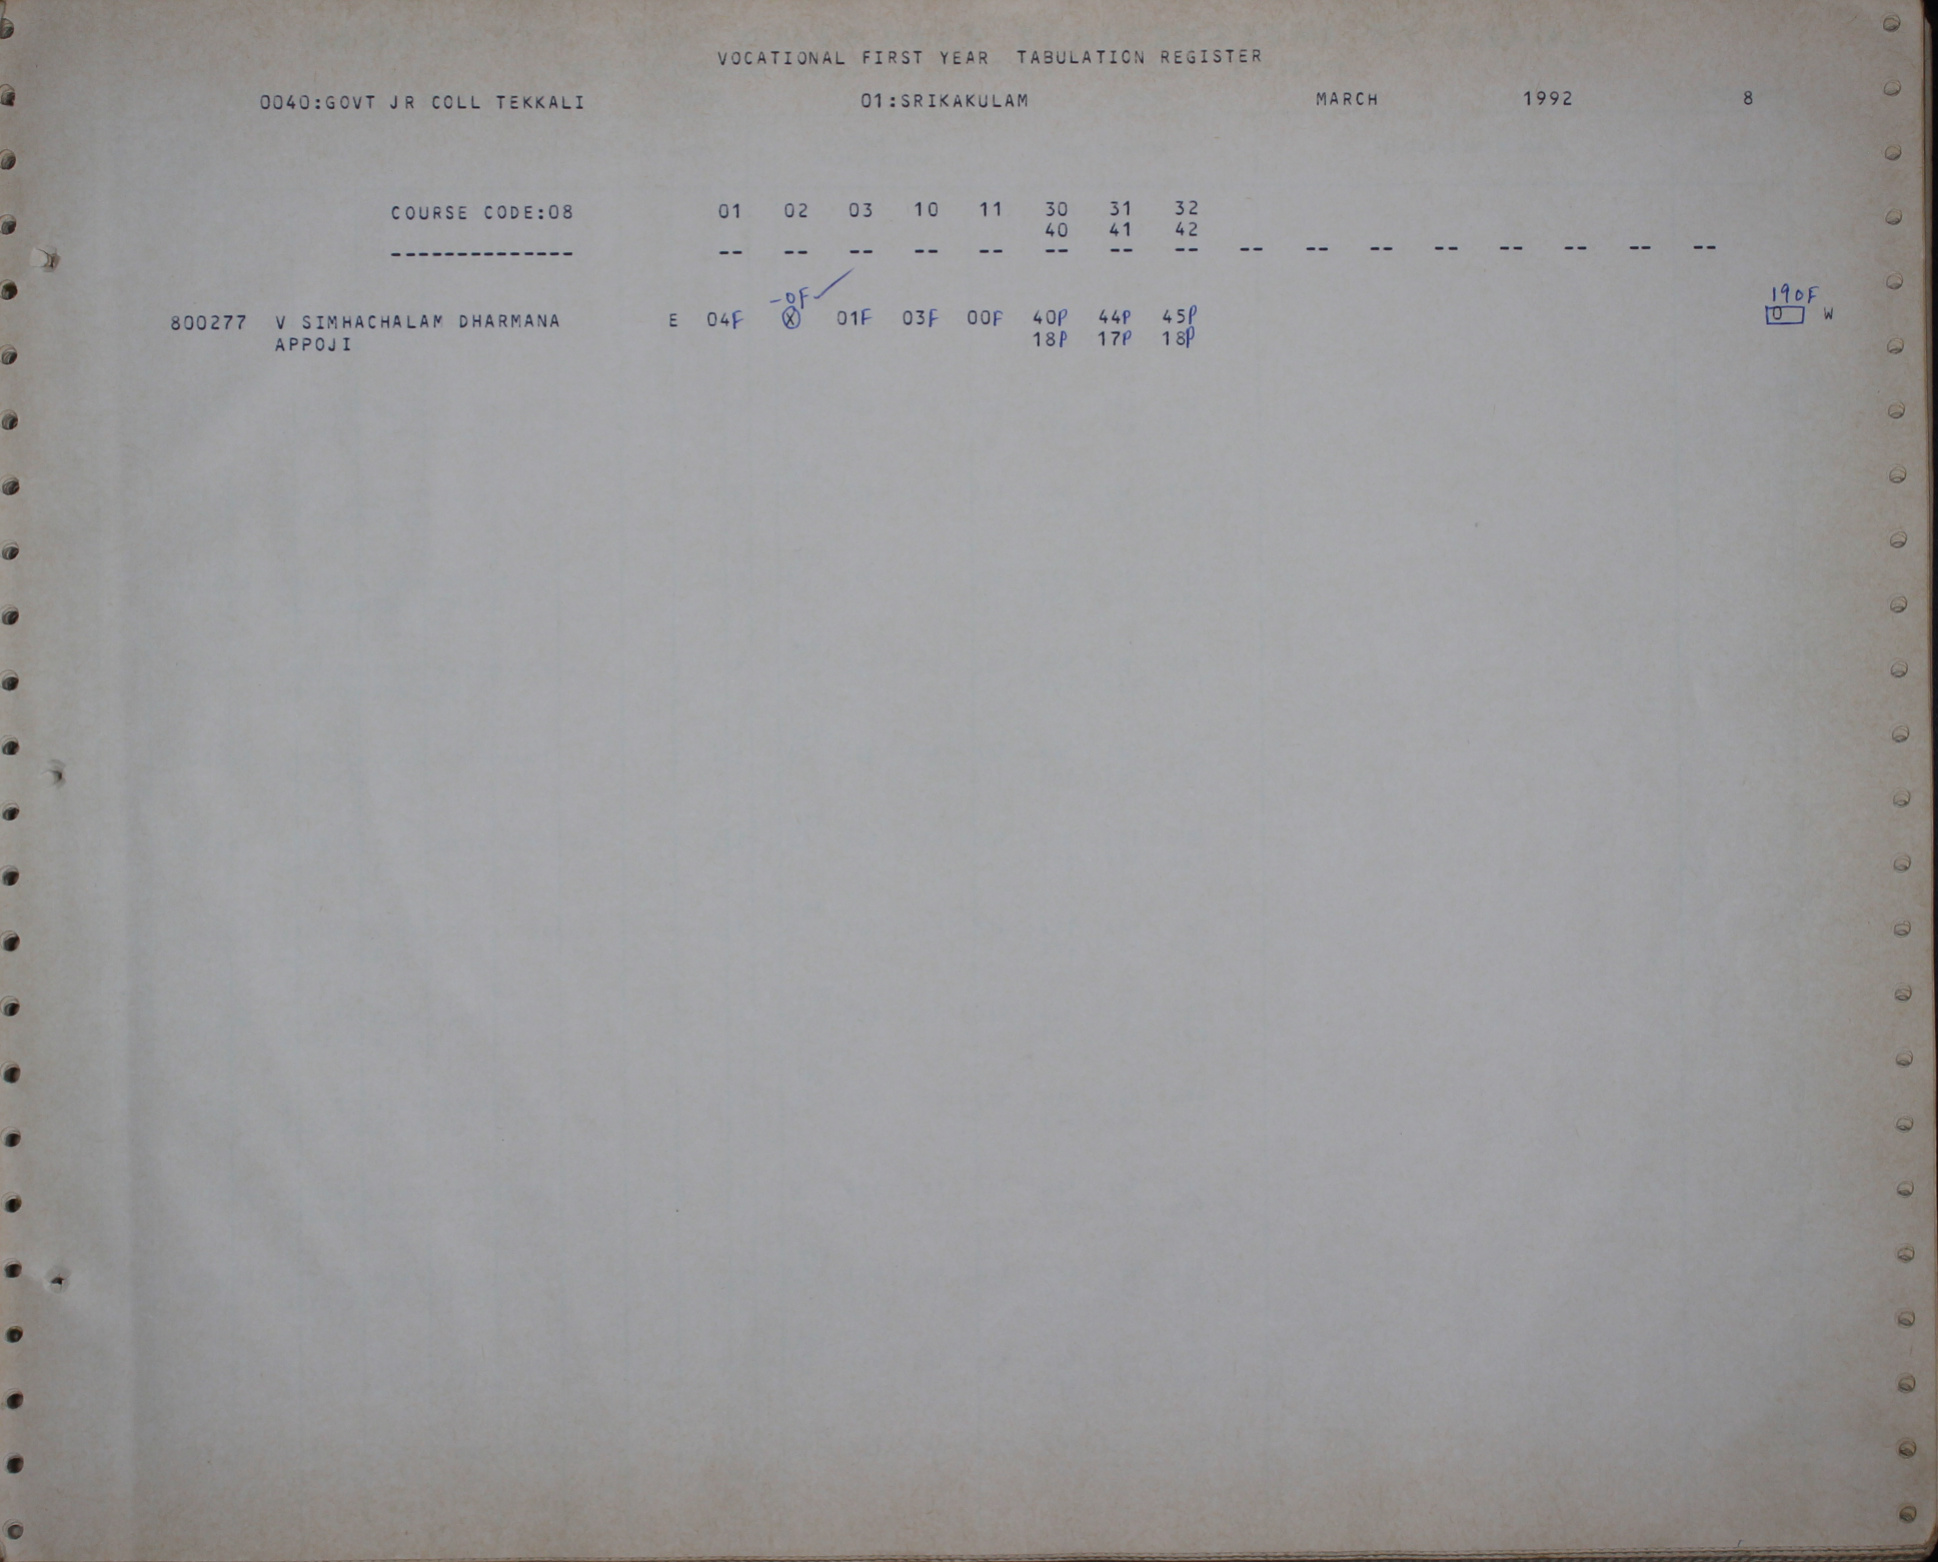 VOCATIONAL FIRST YEAR TABULATION REGISTER
0040:GOVT JR COLL TEKKALI 01:SRIKAKULAM MARCH 1992 8
COURSE CODE:08 01 02 03 10 11 30 31 32
40 41 42
-------------- -- -- -- -- -- -- -- -- -- -- -- -- -- -- -- --
-0F 190F
800277 V SIMHACHALAM DHARMANA E 04F X 01F 03F 00F 40P 44P 45P 0 W
APPOJI 18P 17P 18P